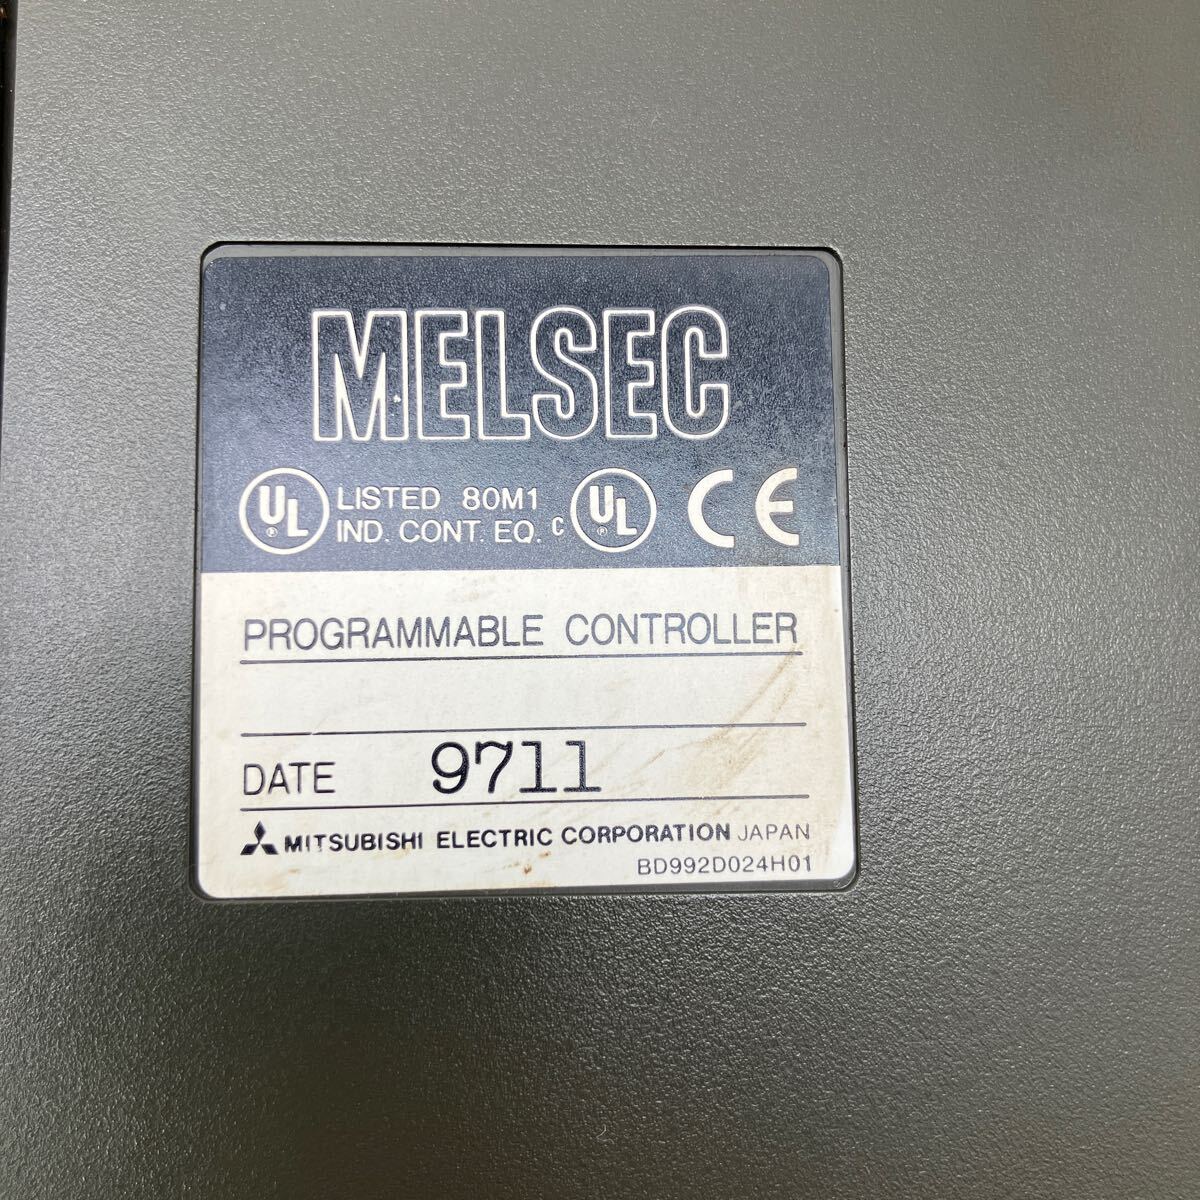 MELSEC
UL ® LISTED 80M1 C UL ® CE
IND. CONT. EQ.
PROGRAMMABLE CONTROLLER
DATE 9711
MITSUBISHI ELECTRIC CORPORATION JAPAN
BD992D024H01